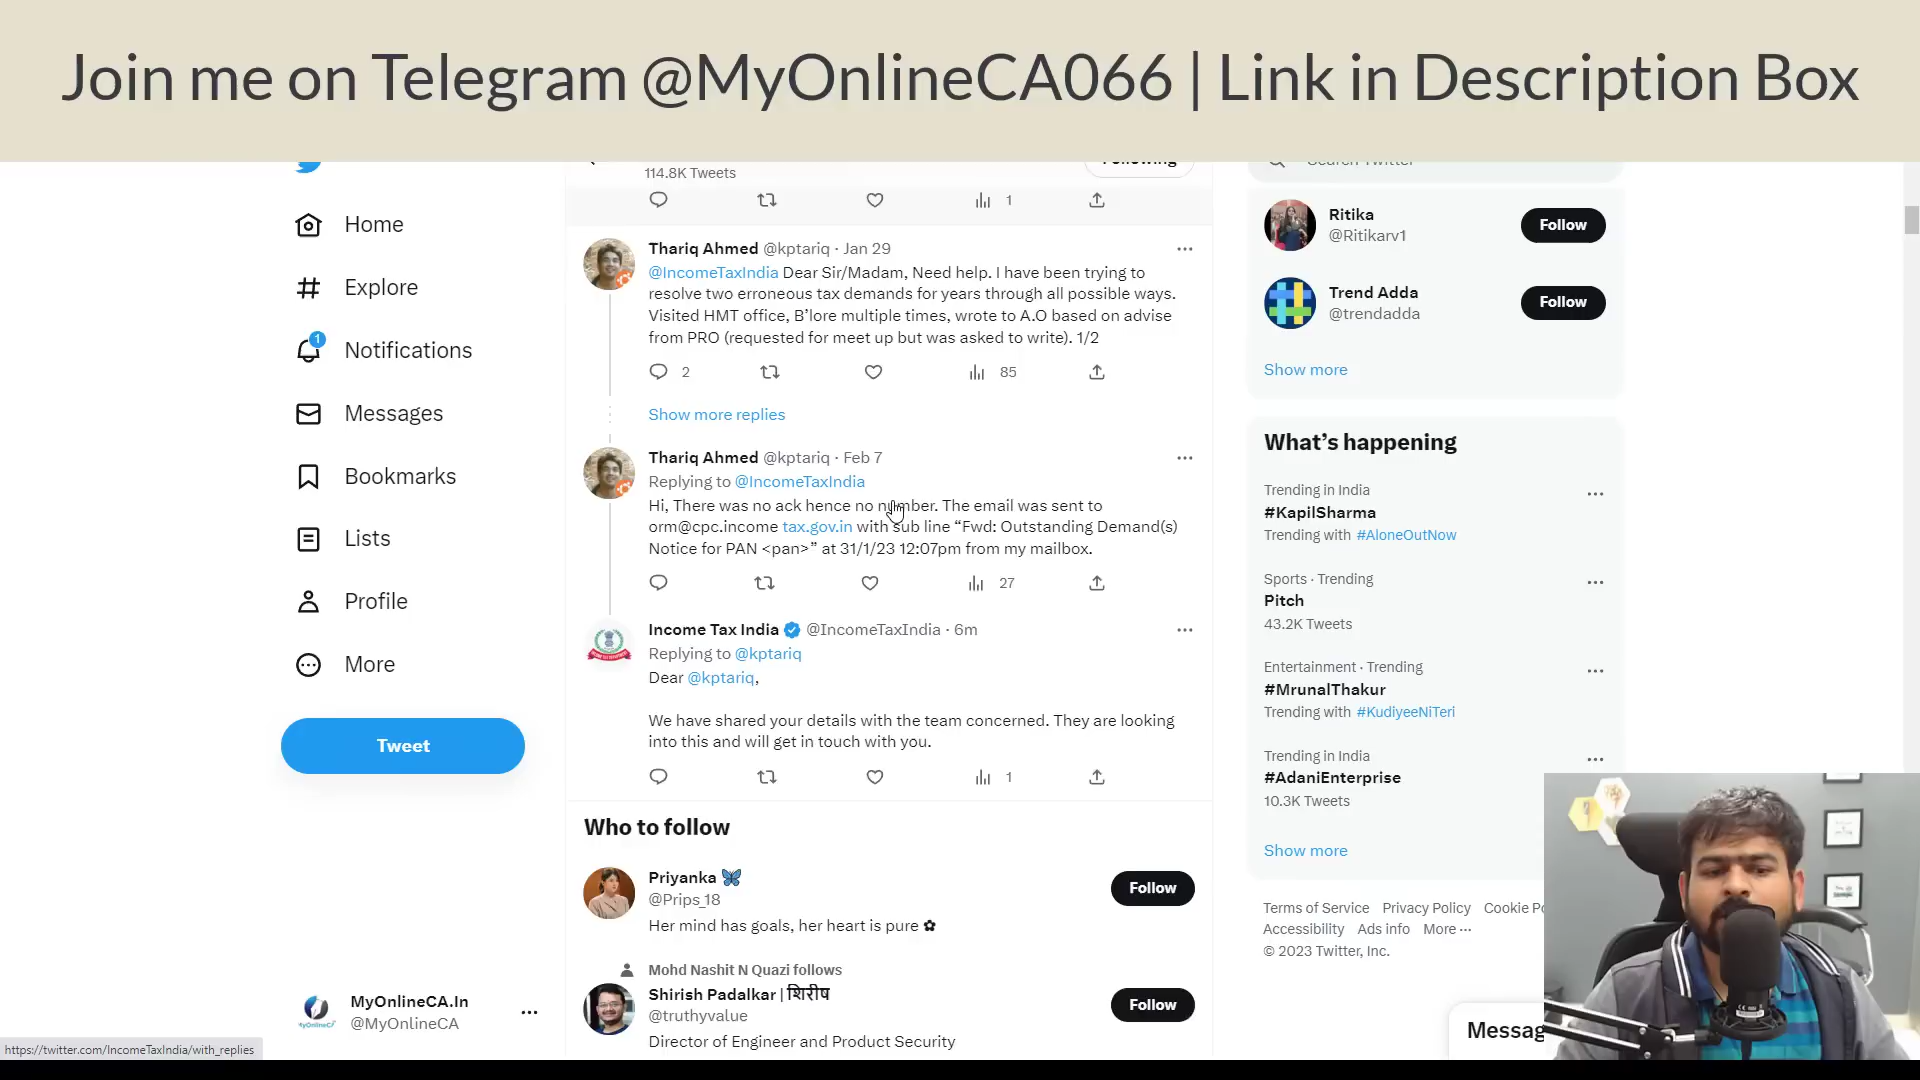 Join me on Telegram @MyOnlineCA066 | Link in Description Box
Following
114.8K Tweets
Search Twitter
1
Home
Explore
1
Notifications
Messages
Bookmarks
Lists
Profile
More
Tweet
MyOnlineCA.In
@MyOnlineCA
https://twitter.com/IncomeTaxIndia/with_replies
Thariq Ahmed @kptariq · Jan 29
@IncomeTaxIndia Dear Sir/Madam, Need help. I have been trying to
resolve two erroneous tax demands for years through all possible ways.
Visited HMT office, B'lore multiple times, wrote to A.O based on advise
from PRO (requested for meet up but was asked to write). 1/2
2 85
Show more replies
Thariq Ahmed @kptariq · Feb 7
Replying to @IncomeTaxIndia
Hi, There was no ack hence no number. The email was sent to
orm@cpc.income tax.gov.in with sub line “Fwd: Outstanding Demand(s)
Notice for PAN <pan>” at 31/1/23 12:07pm from my mailbox.
27
Income Tax India @IncomeTaxIndia · 6m
Replying to @kptariq
Dear @kptariq,
We have shared your details with the team concerned. They are looking
into this and will get in touch with you.
1
Who to follow
Priyanka
@Prips_18
Follow
Her mind has goals, her heart is pure
Mohd Nashit N Quazi follows
Shirish Padalkar | शिरीष
@truthyvalue
Follow
Director of Engineer and Product Security
Ritika
@Ritikarv1
Follow
Trend Adda
@trendadda
Follow
Show more
What's happening
Trending in India
#KapilSharma
Trending with #AloneOutNow
Sports · Trending
Pitch
43.2K Tweets
Entertainment · Trending
#MrunalThakur
Trending with #KudiyeeNiTeri
Trending in India
#AdaniEnterprise
10.3K Tweets
Show more
Terms of Service Privacy Policy Cookie Po
Accessibility Ads info More ···
© 2023 Twitter, Inc.
Messag